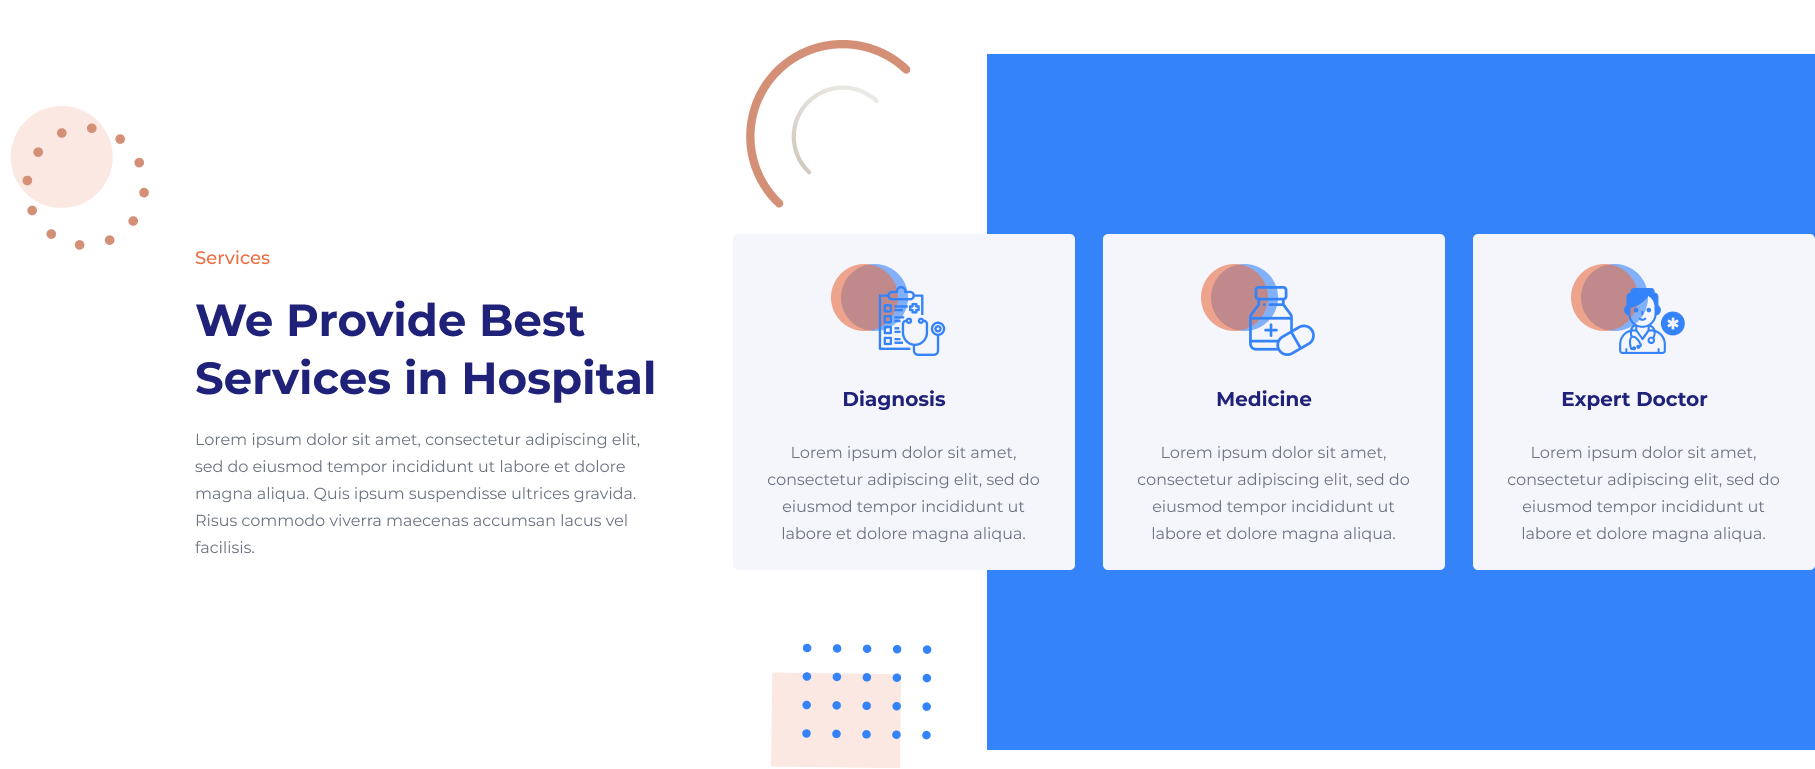 Services
We Provide Best
Services in Hospital
Lorem ipsum dolor sit amet, consectetur adipiscing elit,
sed do eiusmod tempor incididunt ut labore et dolore
magna aliqua. Quis ipsum suspendisse ultrices gravida.
Risus commodo viverra maecenas accumsan lacus vel
facilisis.
Diagnosis
Lorem ipsum dolor sit amet,
consectetur adipiscing elit, sed do
eiusmod tempor incididunt ut
labore et dolore magna aliqua.
Medicine
Lorem ipsum dolor sit amet,
consectetur adipiscing elit, sed do
eiusmod tempor incididunt ut
labore et dolore magna aliqua.
Expert Doctor
Lorem ipsum dolor sit amet,
consectetur adipiscing elit, sed do
eiusmod tempor incididunt ut
labore et dolore magna aliqua.